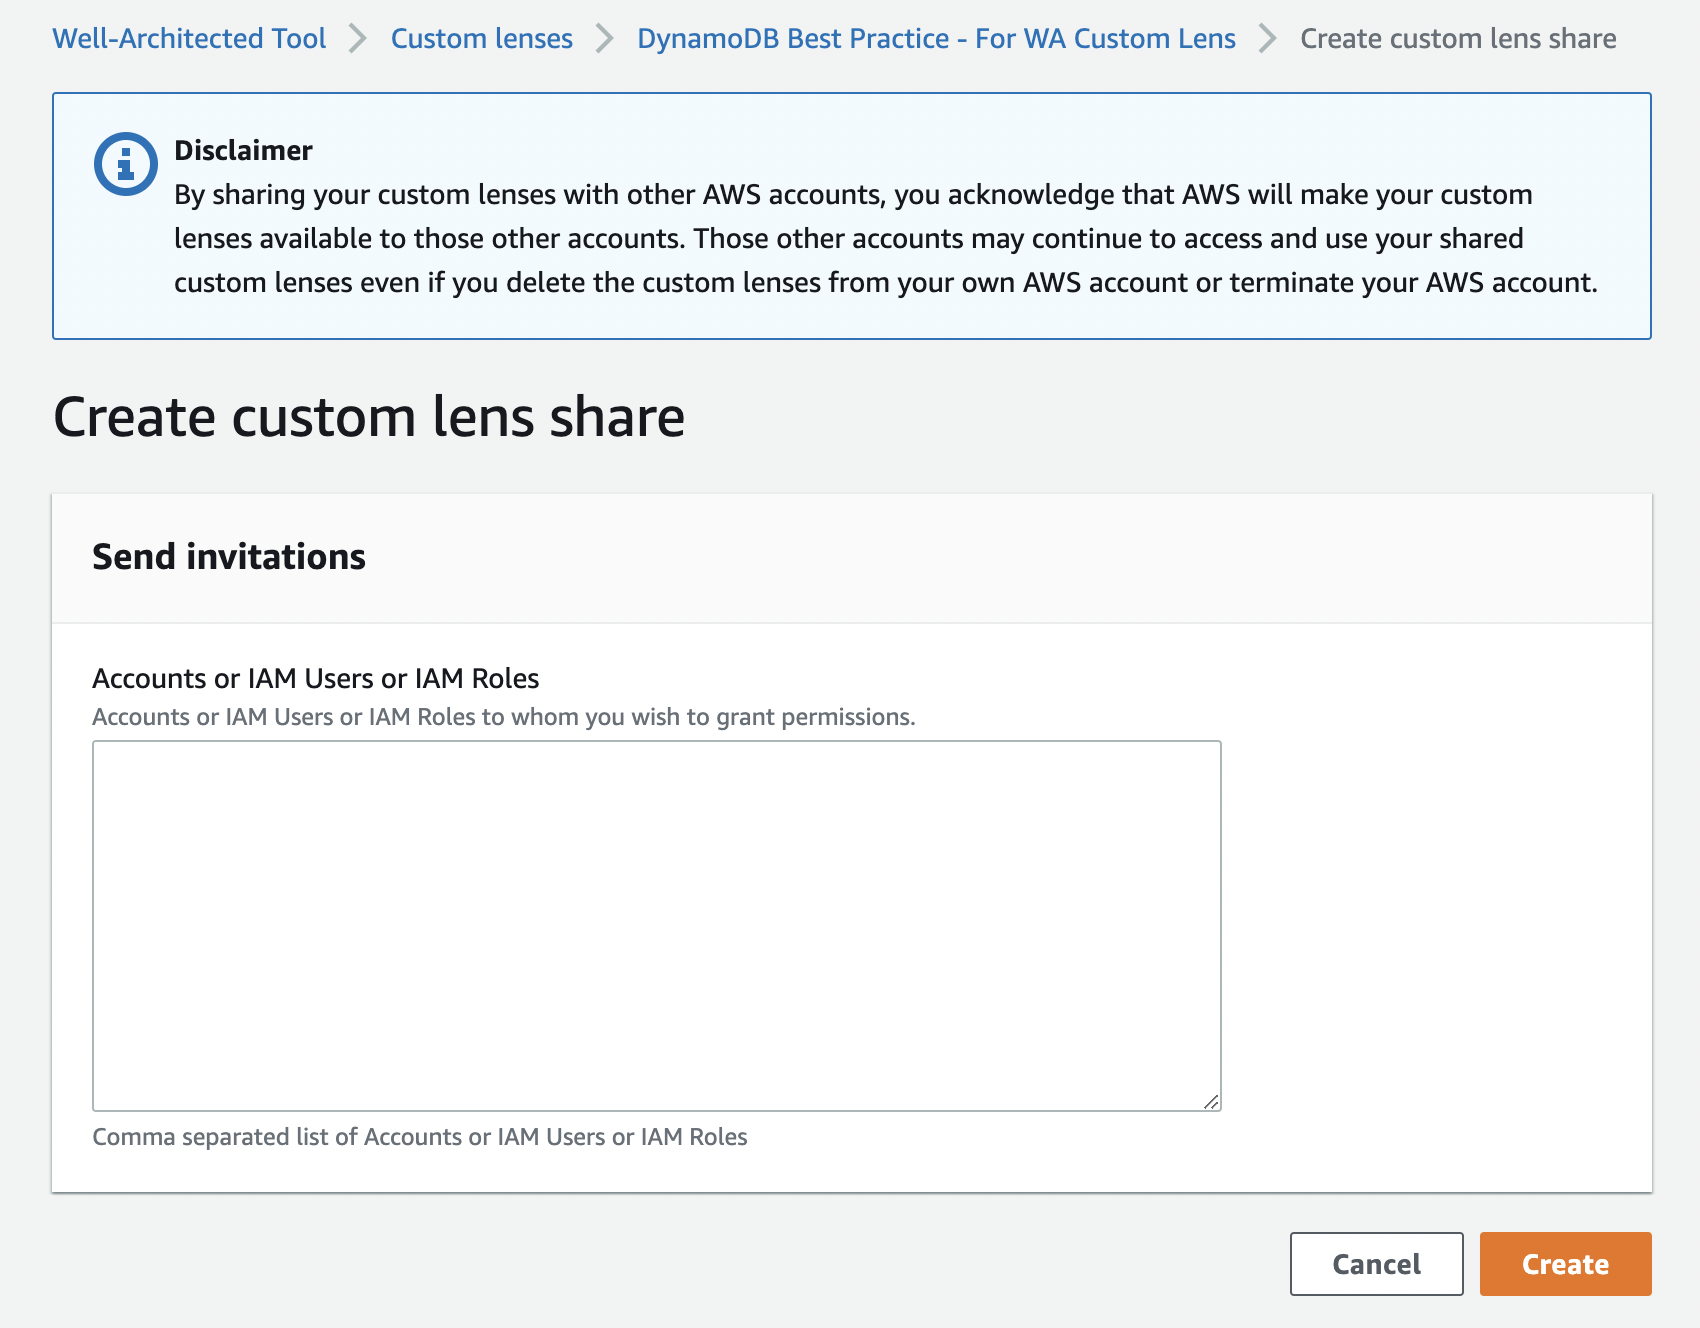 Well-Architected Tool > Custom lenses > DynamoDB Best Practice - For WA Custom Lens > Create custom lens share
Disclaimer
By sharing your custom lenses with other AWS accounts, you acknowledge that AWS will make your custom
lenses available to those other accounts. Those other accounts may continue to access and use your shared
custom lenses even if you delete the custom lenses from your own AWS account or terminate your AWS account.
Create custom lens share
Send invitations
Accounts or IAM Users or IAM Roles
Accounts or IAM Users or IAM Roles to whom you wish to grant permissions.
Comma separated list of Accounts or IAM Users or IAM Roles
Cancel Create